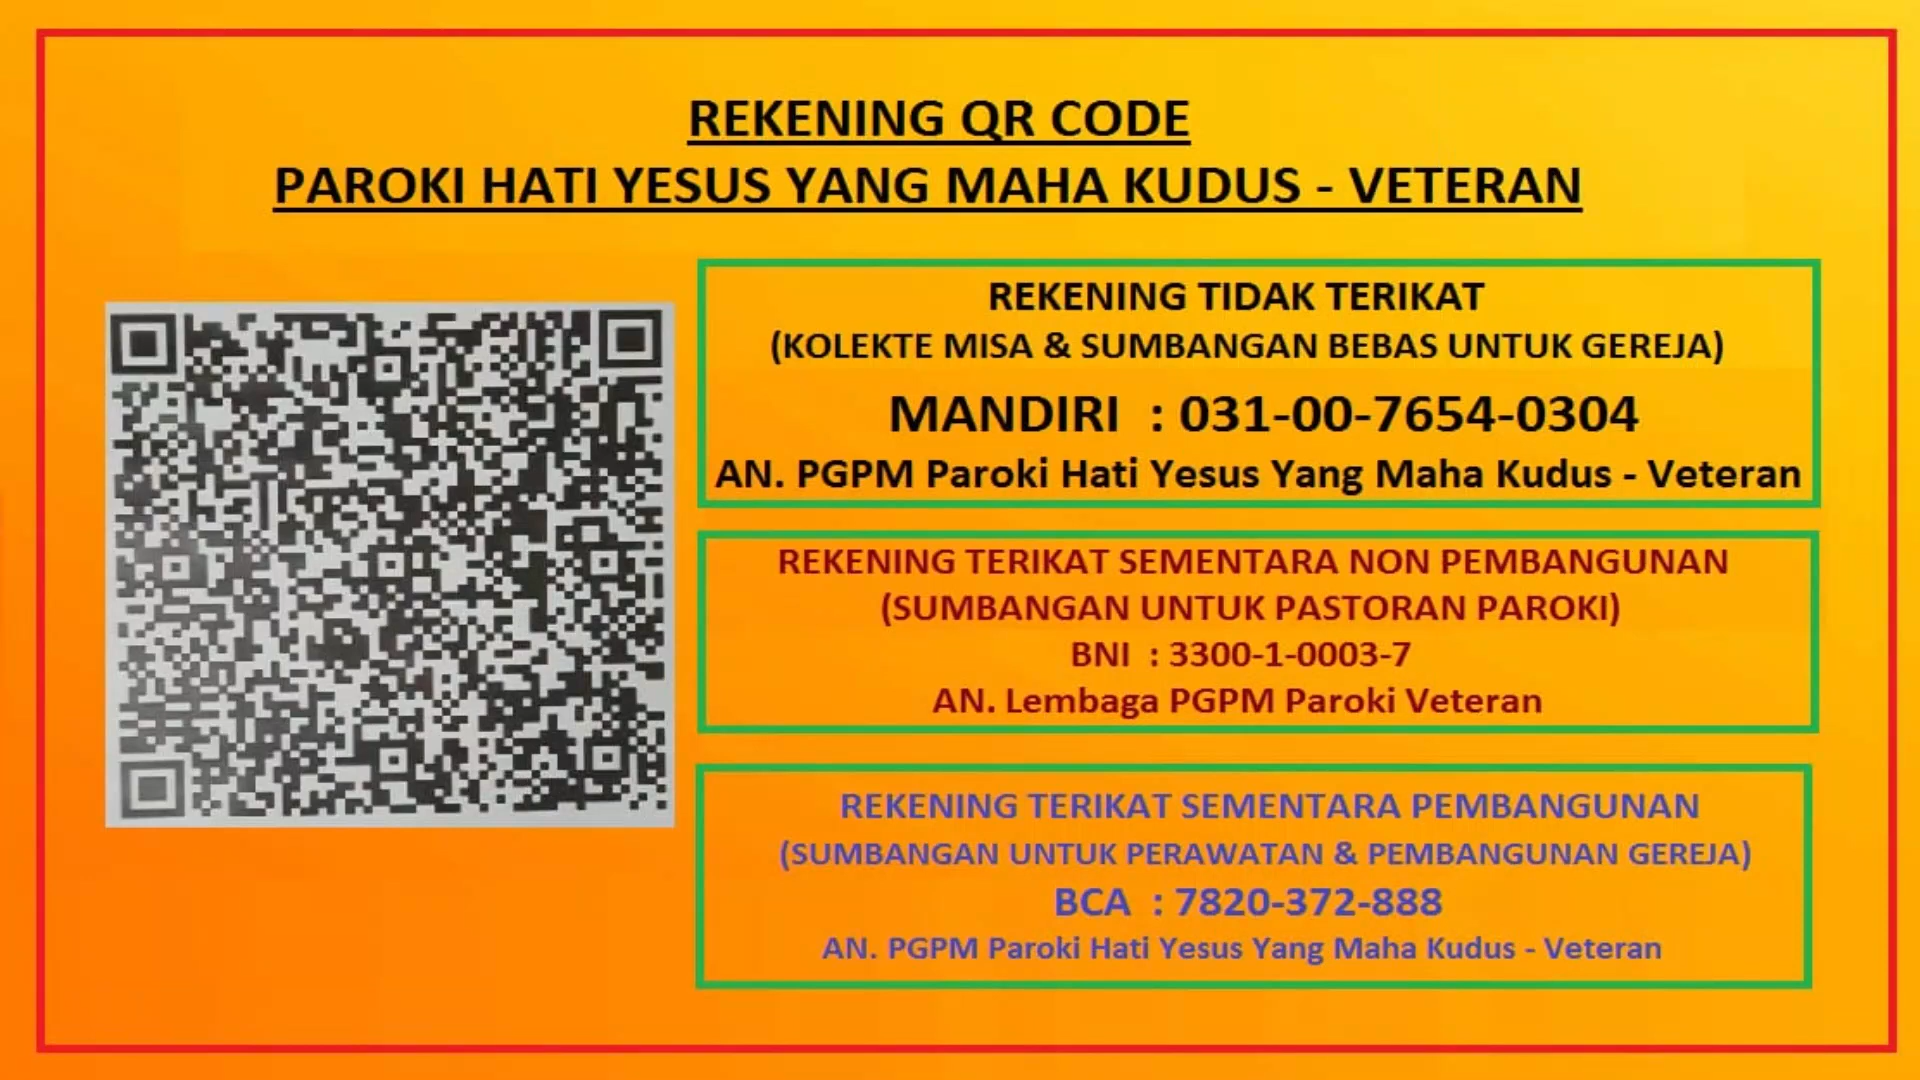 REKENING QR CODE
PAROKI HATI YESUS YANG MAHA KUDUS - VETERAN
REKENING TIDAK TERIKAT
(KOLEKTE MISA & SUMBANGAN BEBAS UNTUK GEREJA)
MANDIRI : 031-00-7654-0304
AN. PGPM Paroki Hati Yesus Yang Maha Kudus - Veteran
REKENING TERIKAT SEMENTARA NON PEMBANGUNAN
(SUMBANGAN UNTUK PASTORAN PAROKI)
BNI : 3300-1-0003-7
AN. Lembaga PGPM Paroki Veteran
REKENING TERIKAT SEMENTARA PEMBANGUNAN
(SUMBANGAN UNTUK PERAWATAN & PEMBANGUNAN GEREJA)
BCA : 7820-372-888
AN. PGPM Paroki Hati Yesus Yang Maha Kudus - Veteran